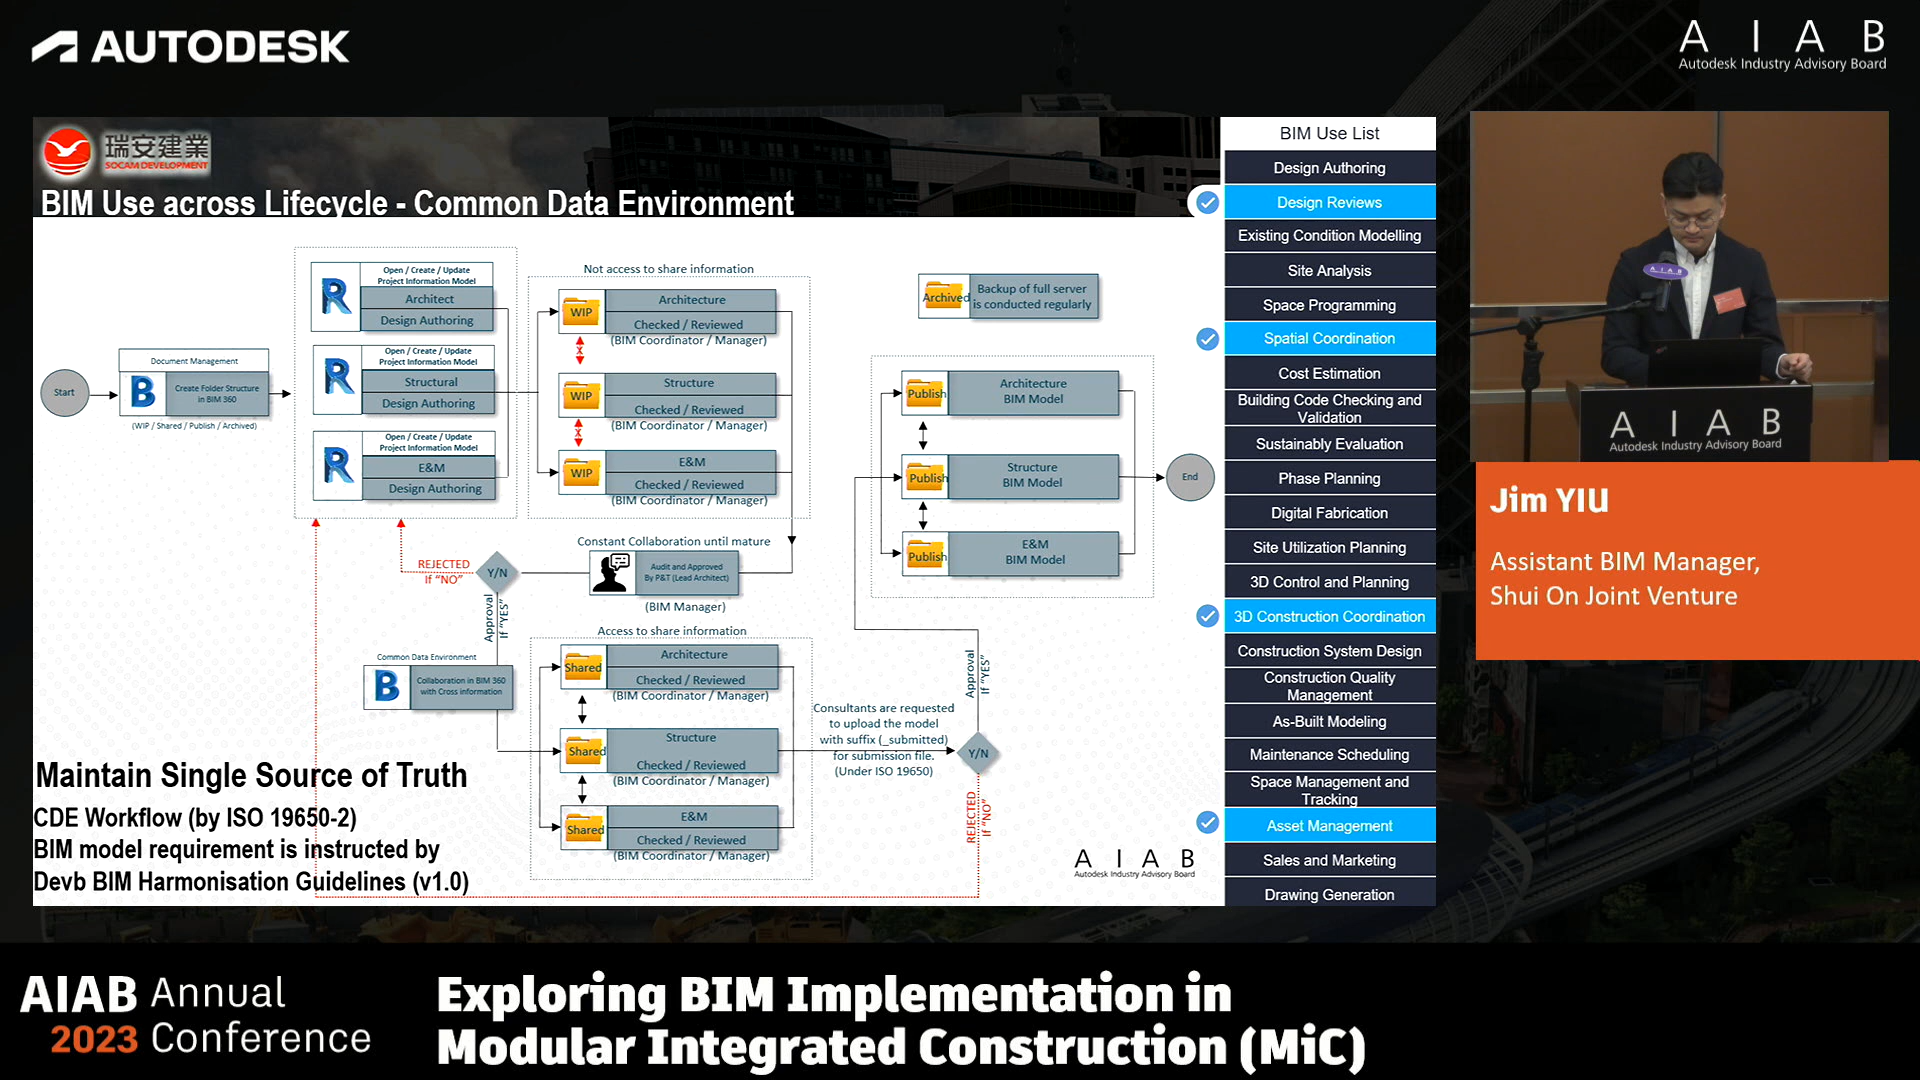 AUTODESK
A I A B
Autodesk Industry Advisory Board
瑞安建業
SOCAM DEVELOPMENT
BIM Use across Lifecycle - Common Data Environment
Start
Document Management
B
Create Folder Structure
in BIM 360
(WIP / Shared / Publish / Archived)
Open / Create / Update
Project Information Model
R
Architect
Design Authoring
Open / Create / Update
Project Information Model
R
Structural
Design Authoring
Open / Create / Update
Project Information Model
R
E&M
Design Authoring
Not access to share information
WIP
Architecture
Checked / Reviewed
(BIM Coordinator / Manager)
X
WIP
Structure
Checked / Reviewed
(BIM Coordinator / Manager)
X
WIP
E&M
Checked / Reviewed
(BIM Coordinator / Manager)
Constant Collaboration until mature
Audit and Approved
By P&T (Lead Architect)
(BIM Manager)
Y/N
REJECTED
If "NO"
Approval
If "YES"
Common Data Environment
B
Collaboration in BIM 360
with Cross information
Access to share information
Shared
Architecture
Checked / Reviewed
(BIM Coordinator / Manager)
Shared
Structure
Checked / Reviewed
(BIM Coordinator / Manager)
Shared
E&M
Checked / Reviewed
(BIM Coordinator / Manager)
Consultants are requested
to upload the model
with suffix (_submitted)
for submission file.
(Under ISO 19650)
Y/N
Approval
If "YES"
REJECTED
If "NO"
Archived
Backup of full server
is conducted regularly
Publish
Architecture
BIM Model
Publish
Structure
BIM Model
Publish
E&M
BIM Model
End
Maintain Single Source of Truth
CDE Workflow (by ISO 19650-2)
BIM model requirement is instructed by
Devb BIM Harmonisation Guidelines (v1.0)
A I A B
Autodesk Industry Advisory Board
BIM Use List
Design Authoring
Design Reviews
Existing Condition Modelling
Site Analysis
Space Programming
Spatial Coordination
Cost Estimation
Building Code Checking and
Validation
Sustainably Evaluation
Phase Planning
Digital Fabrication
Site Utilization Planning
3D Control and Planning
3D Construction Coordination
Construction System Design
Construction Quality
Management
As-Built Modeling
Maintenance Scheduling
Space Management and
Tracking
Asset Management
Sales and Marketing
Drawing Generation
A I A B
A I A B
Autodesk Industry Advisory Board
Jim YIU
Assistant BIM Manager,
Shui On Joint Venture
AIAB Annual
2023 Conference
Exploring BIM Implementation in
Modular Integrated Construction (MiC)